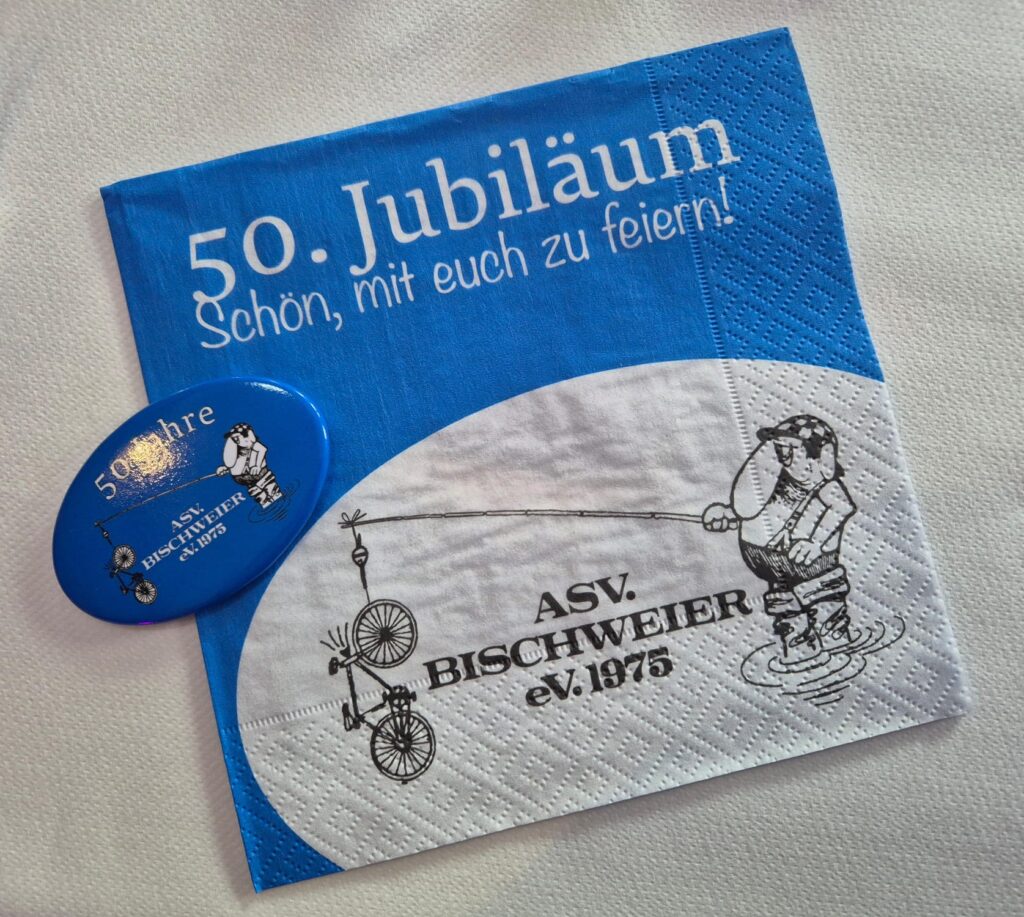 50. Jubiläum
Schön, mit euch zu feiern!
ASV.
BISCHWEIER
eV. 1975
50 Jahre
ASV.
BISCHWEIER
eV. 1975